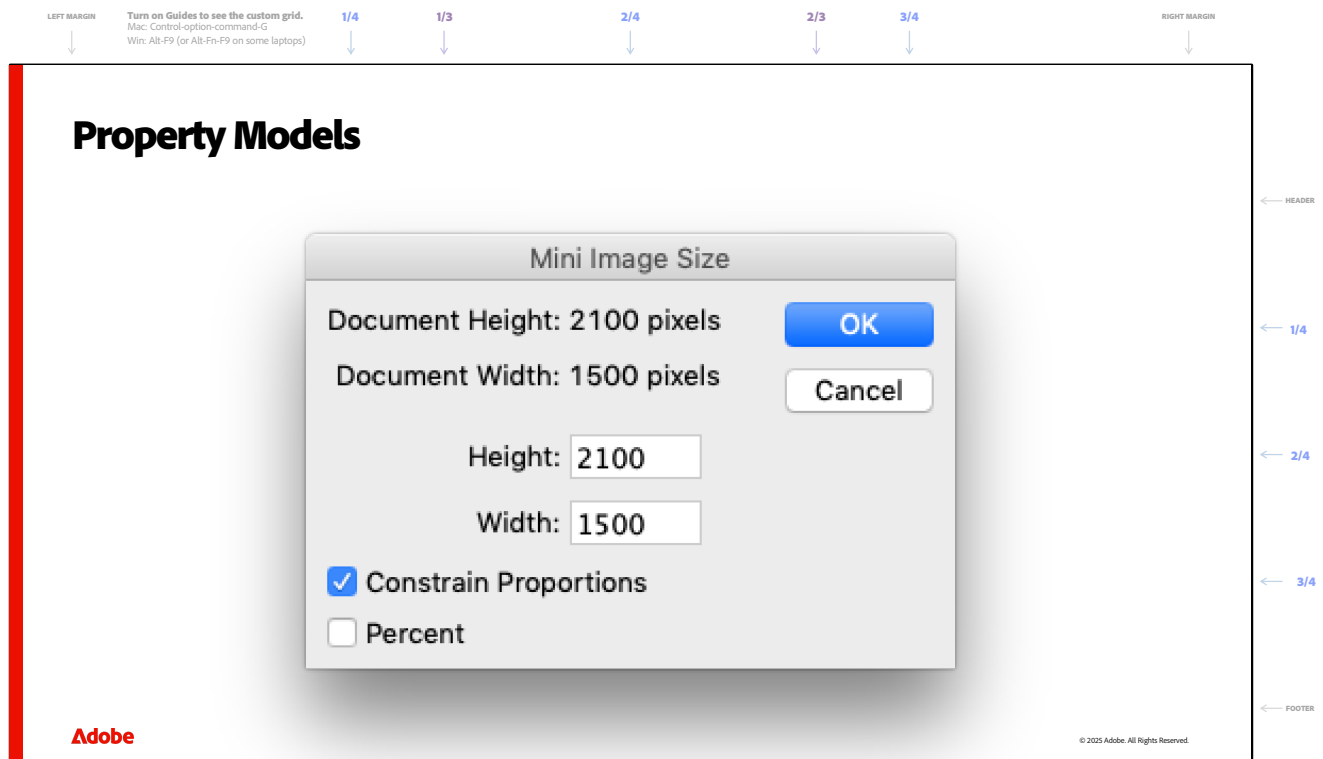 LEFT MARGIN
Turn on Guides to see the custom grid.
Mac: Control-option-command-G
Win: Alt-F9 (or Alt-Fn-F9 on some laptops)
1/4
1/3
2/4
2/3
3/4
RIGHT MARGIN
Property Models
HEADER
Mini Image Size
Document Height: 2100 pixels
OK
1/4
Document Width: 1500 pixels
Cancel
Height: 2100
2/4
Width: 1500
Constrain Proportions
3/4
Percent
FOOTER
Adobe
© 2025 Adobe. All Rights Reserved.